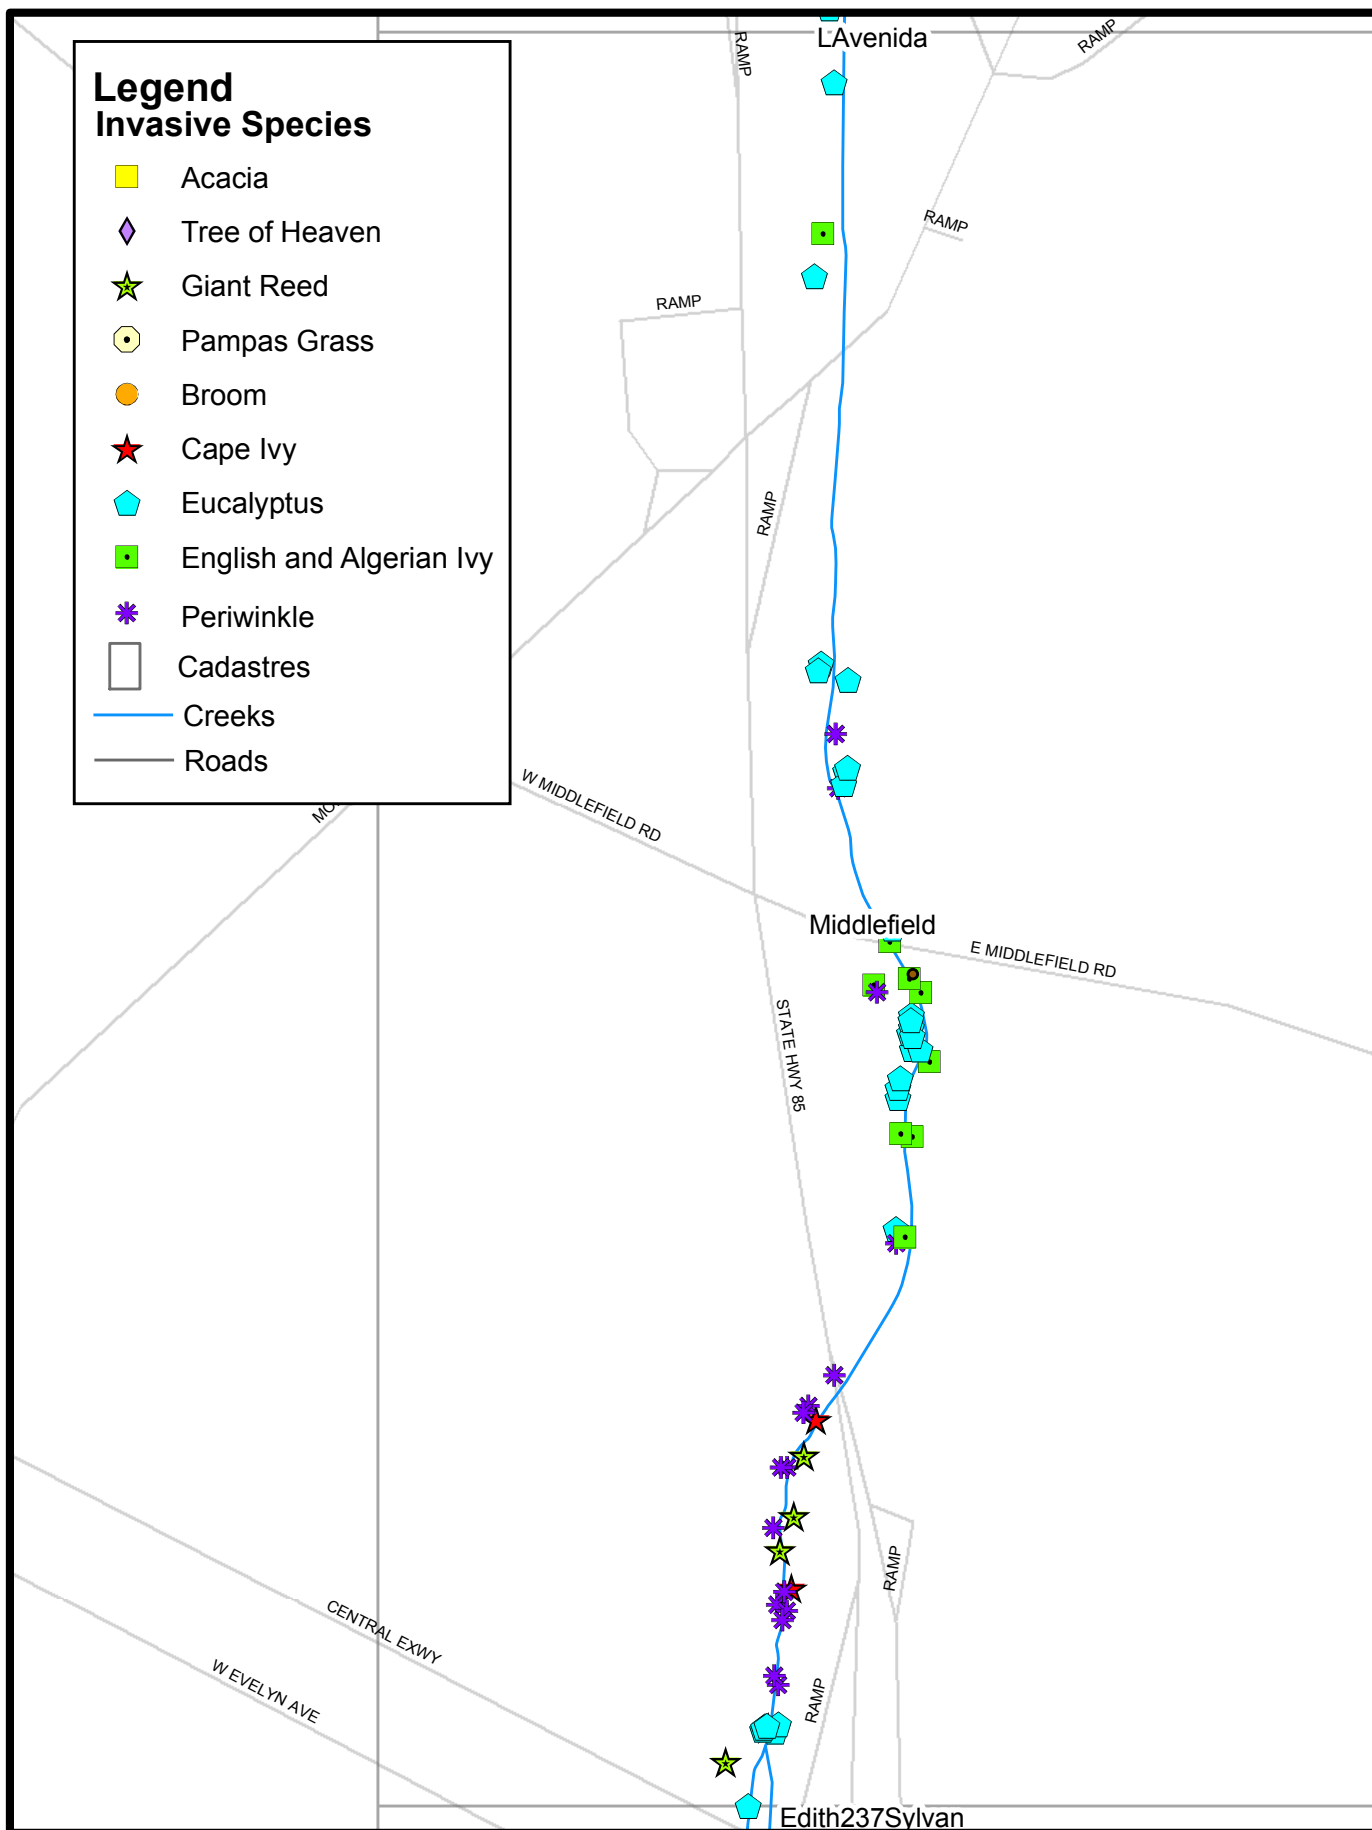 LAvenida
RAMP
RAMP
Legend
Invasive Species
Acacia
Tree of Heaven
Giant Reed
Pampas Grass
Broom
Cape Ivy
Eucalyptus
English and Algerian Ivy
Periwinkle
Cadastres
Creeks
Roads
RAMP
RAMP
RAMP
W MIDDLEFIELD RD
Middlefield
E MIDDLEFIELD RD
STATE HWY 85
RAMP
CENTRAL EXWY
W EVELYN AVE
RAMP
Edith237Sylvan